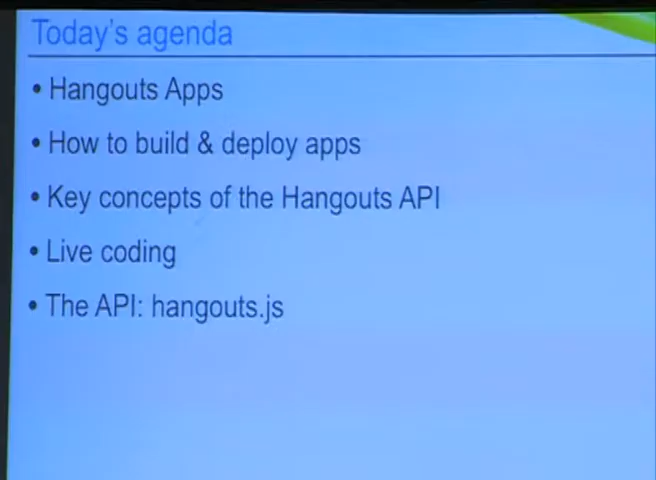 Today's agenda
• Hangouts Apps
• How to build & deploy apps
• Key concepts of the Hangouts API
• Live coding
• The API: hangouts.js